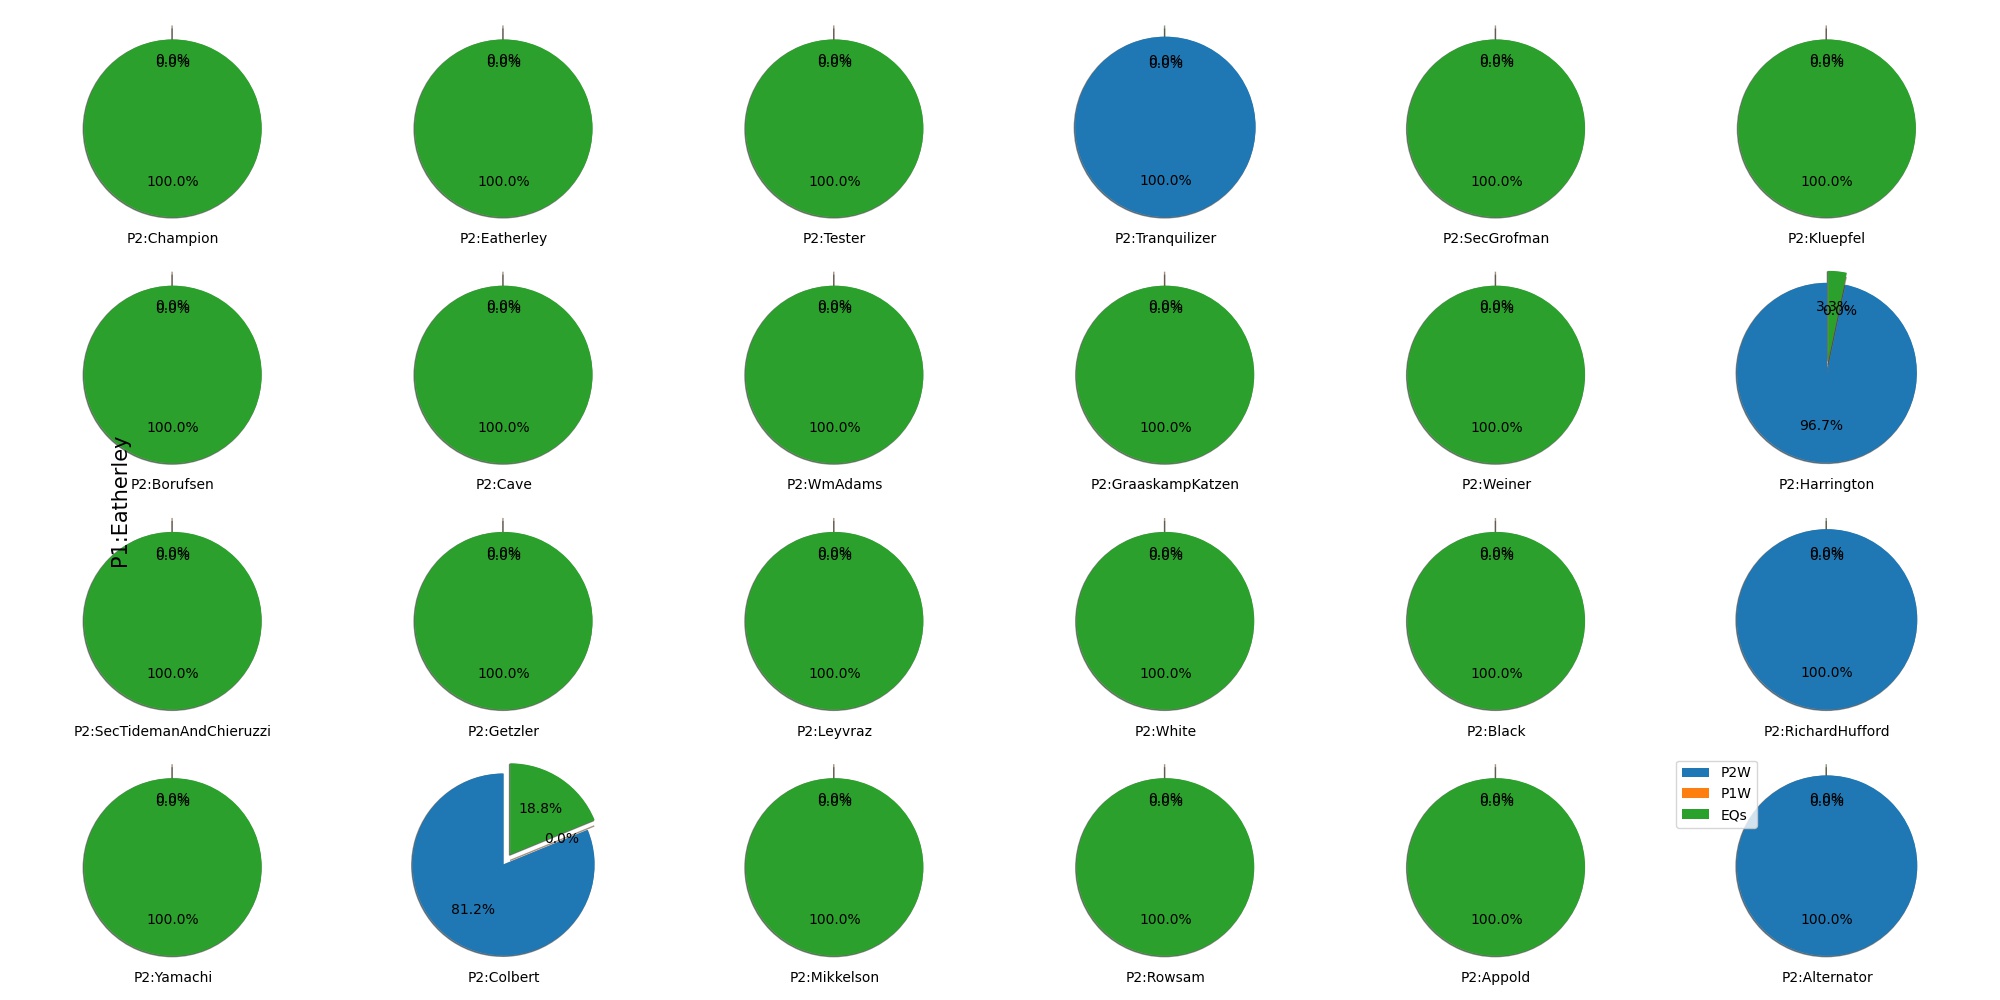 0.0%
0.0%
100.0%
P2:Champion
0.0%
0.0%
100.0%
P2:Eatherley
0.0%
0.0%
100.0%
P2:Tester
0.0%
0.0%
100.0%
P2:Tranquilizer
0.0%
0.0%
100.0%
P2:SecGrofman
0.0%
0.0%
100.0%
P2:Kluepfel
0.0%
0.0%
100.0%
P2:Borufsen
0.0%
0.0%
100.0%
P2:Cave
0.0%
0.0%
100.0%
P2:WmAdams
0.0%
0.0%
100.0%
P2:GraaskampKatzen
0.0%
0.0%
100.0%
P2:Weiner
3.3%
0.0%
96.7%
P2:Harrington
P1:Eatherley
0.0%
0.0%
100.0%
P2:SecTidemanAndChieruzzi
0.0%
0.0%
100.0%
P2:Getzler
0.0%
0.0%
100.0%
P2:Leyvraz
0.0%
0.0%
100.0%
P2:White
0.0%
0.0%
100.0%
P2:Black
0.0%
0.0%
100.0%
P2:RichardHufford
0.0%
0.0%
100.0%
P2:Yamachi
18.8%
0.0%
81.2%
P2:Colbert
0.0%
0.0%
100.0%
P2:Mikkelson
0.0%
0.0%
100.0%
P2:Rowsam
0.0%
0.0%
100.0%
P2:Appold
P2W
P1W
EQs
0.0%
0.0%
100.0%
P2:Alternator